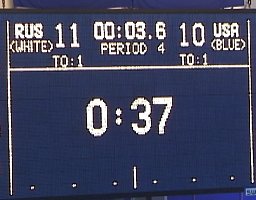 RUS 11 00:03.6 10 USA
(WHITE) PERIOD 4 (BLUE)
TO:1 TO:1
0:37